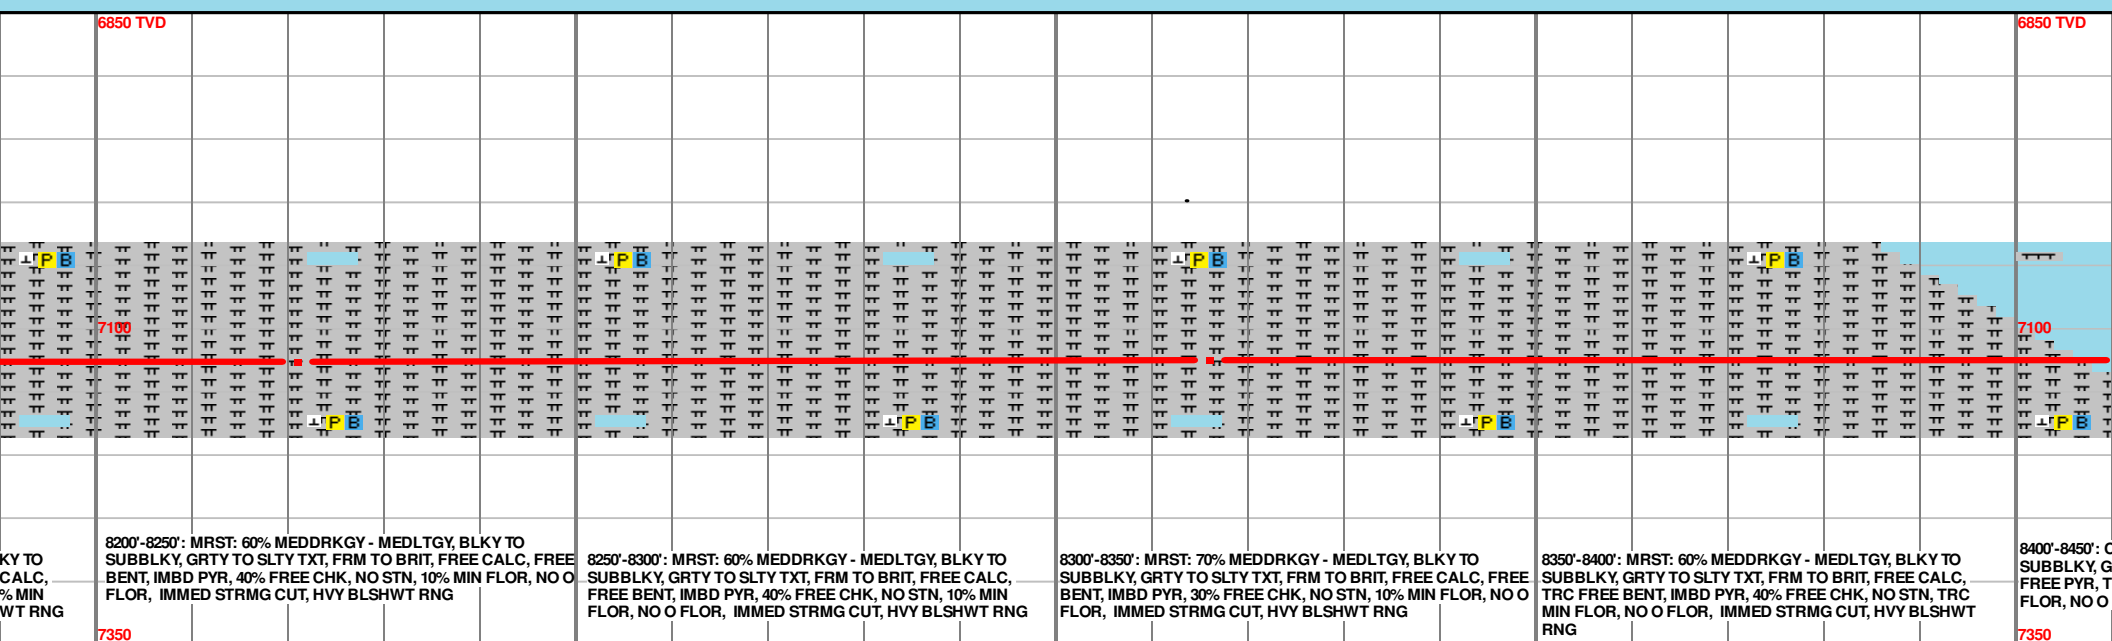 6850 TVD
6850 TVD
P B
P B
P B
P B
7100
7100
P B
P B
P B
P B
KY TO
CALC,
% MIN
WT RNG
8200'-8250': MRST: 60% MEDDRKGY - MEDLTGY, BLKY TO
SUBBLKY, GRTY TO SLTY TXT, FRM TO BRIT, FREE CALC, FREE
BENT, IMBD PYR, 40% FREE CHK, NO STN, 10% MIN FLOR, NO O
FLOR, IMMED STRMG CUT, HVY BLSHWT RNG
8250'-8300': MRST: 60% MEDDRKGY - MEDLTGY, BLKY TO
SUBBLKY, GRTY TO SLTY TXT, FRM TO BRIT, FREE CALC,
FREE BENT, IMBD PYR, 40% FREE CHK, NO STN, 10% MIN
FLOR, NO O FLOR, IMMED STRMG CUT, HVY BLSHWT RNG
8300'-8350': MRST: 70% MEDDRKGY - MEDLTGY, BLKY TO
SUBBLKY, GRTY TO SLTY TXT, FRM TO BRIT, FREE CALC, FREE
BENT, IMBD PYR, 30% FREE CHK, NO STN, 10% MIN FLOR, NO O
FLOR, IMMED STRMG CUT, HVY BLSHWT RNG
8350'-8400': MRST: 60% MEDDRKGY - MEDLTGY, BLKY TO
SUBBLKY, GRTY TO SLTY TXT, FRM TO BRIT, FREE CALC,
TRC FREE BENT, IMBD PYR, 40% FREE CHK, NO STN, TRC
MIN FLOR, NO O FLOR, IMMED STRMG CUT, HVY BLSHWT
RNG
8400'-8450': C
SUBBLKY, G
FREE PYR, T
FLOR, NO O
7350
7350